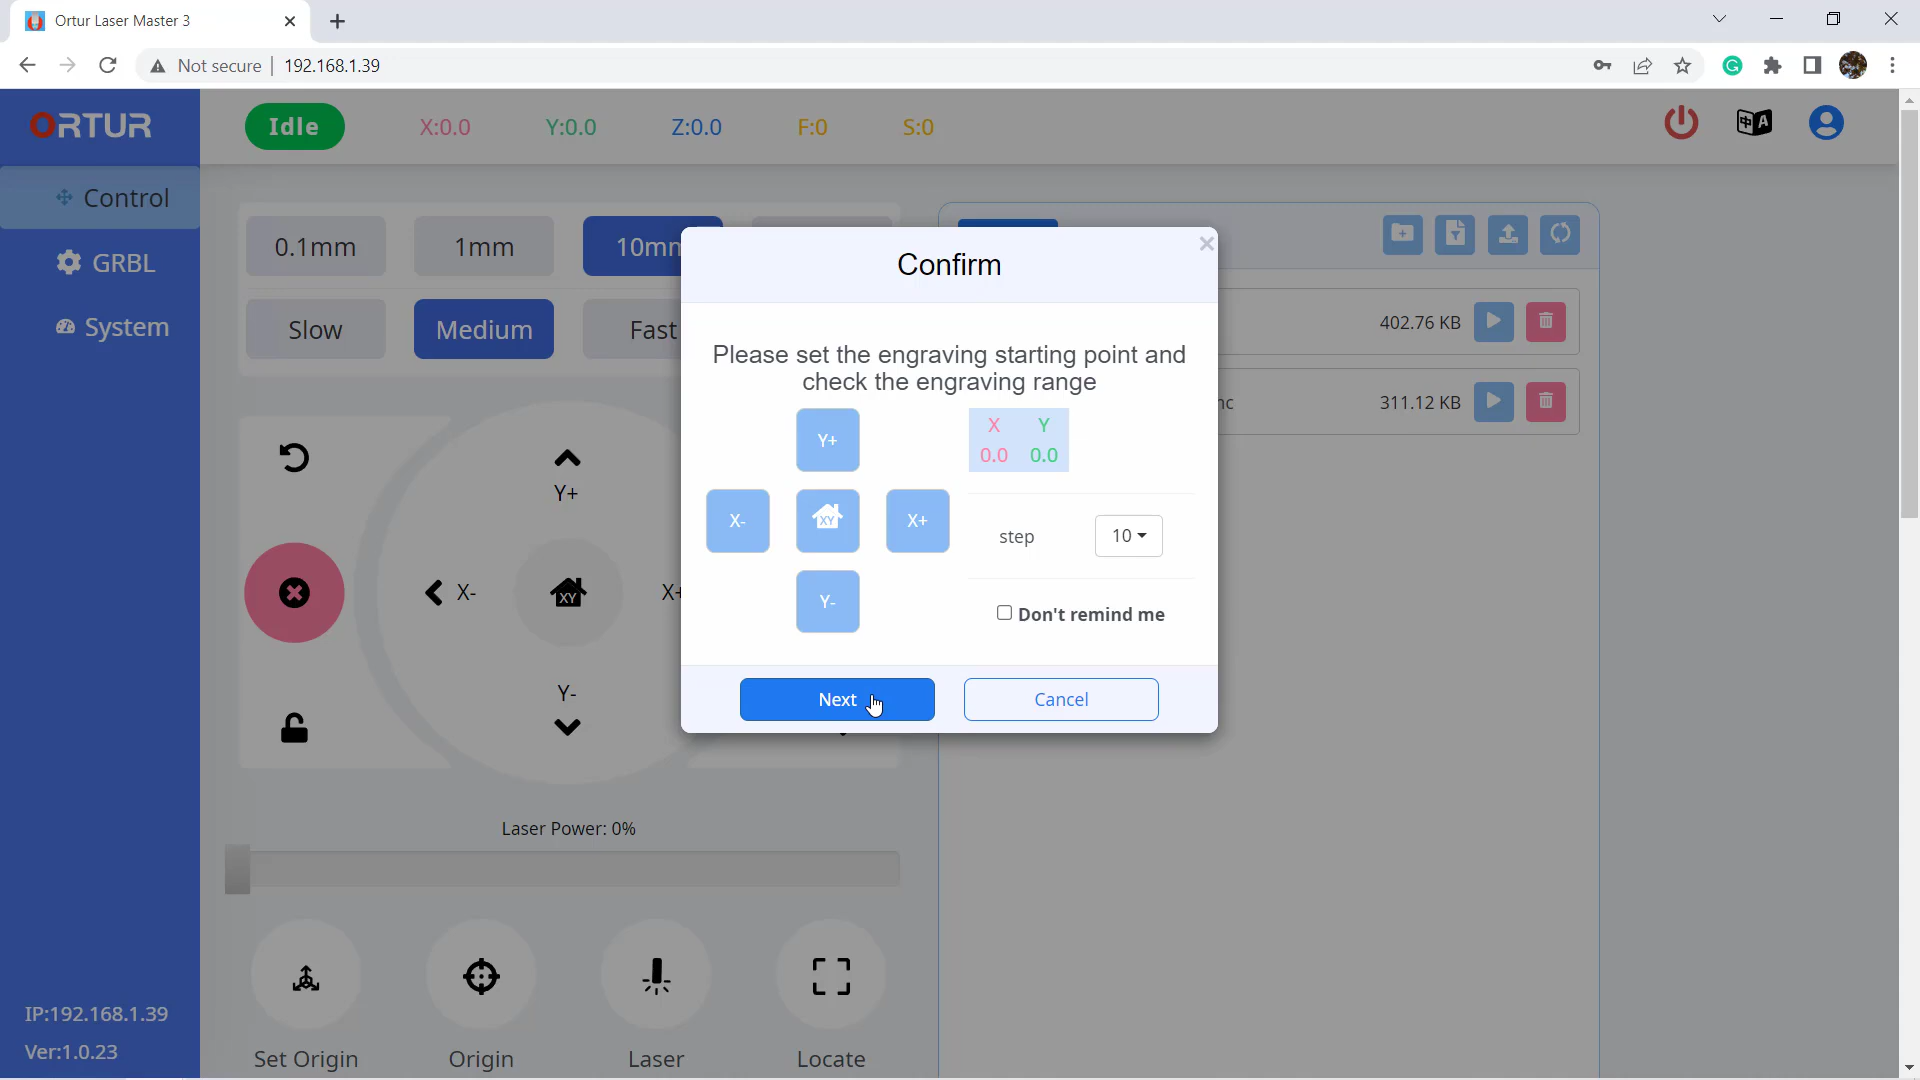 Ortur Laser Master 3
Not secure
192.168.1.39
ORTUR
Idle
X:0.0
Y:0.0
Z:0.0
F:0
S:0
Control
GRBL
System
0.1mm
1mm
Slow
Medium
Fast
Y+
X-
XY
Y-
Laser Power: 0%
Set Origin
Origin
Laser
Locate
IP:192.168.1.39
Ver:1.0.23
402.76 KB
311.12 KB
Confirm
Please set the engraving starting point and
check the engraving range
Y+
X Y
0.0 0.0
X-
XY
X+
step
10
Y-
Don't remind me
Next
Cancel